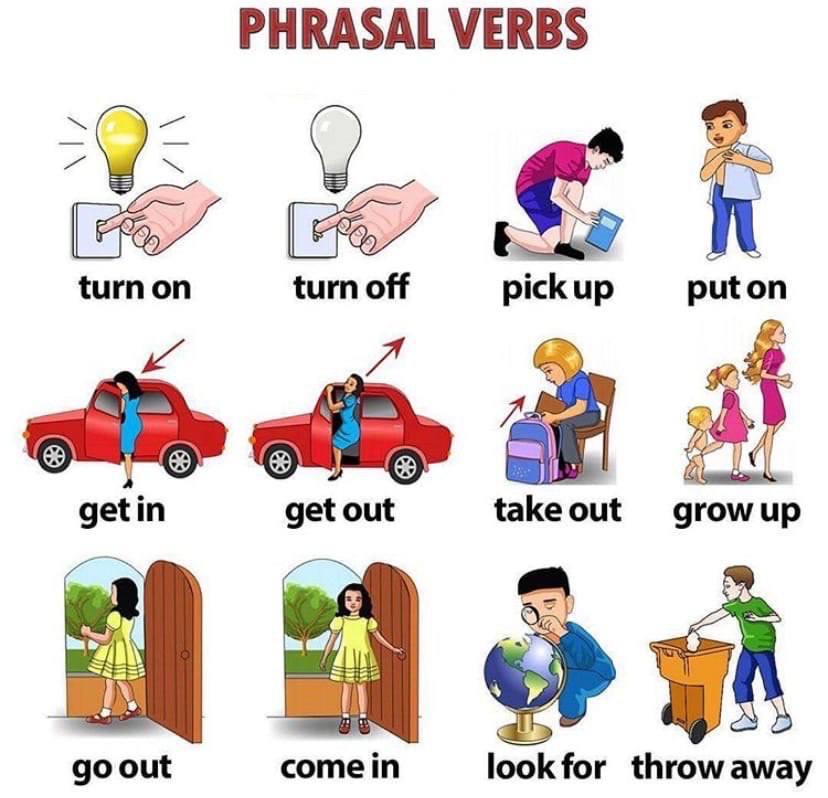 PHRASAL VERBS
turn on
turn off
pick up
put on
get in
get out
take out
grow up
go out
come in
look for
throw away